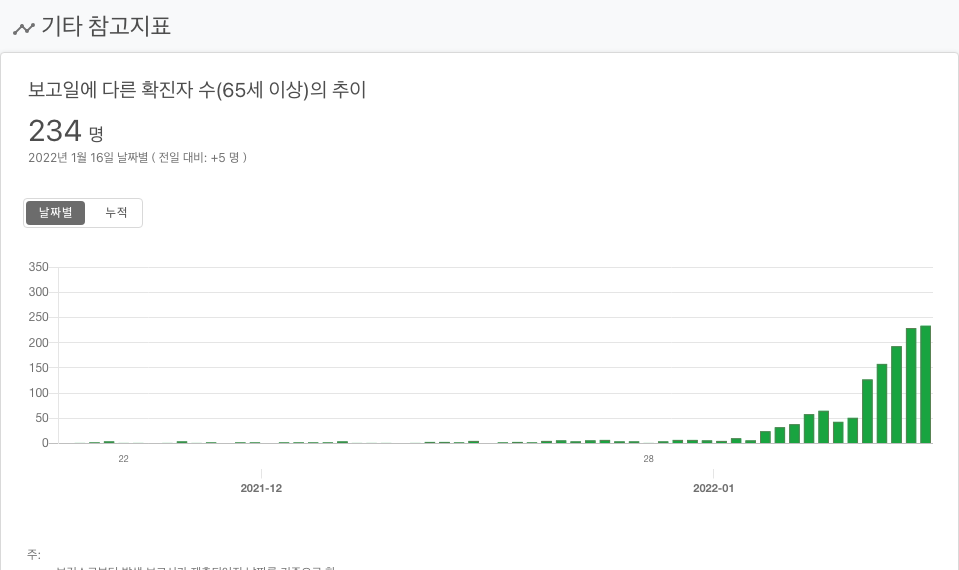 기타 참고지표
보고일에 다른 확진자 수(65세 이상)의 추이
234 명
2022년 1월 16일 날짜별 ( 전일 대비: +5 명 )
날짜별 누적
350
300
250
200
150
100
50
0
22 28
2021-12 2022-01
주: